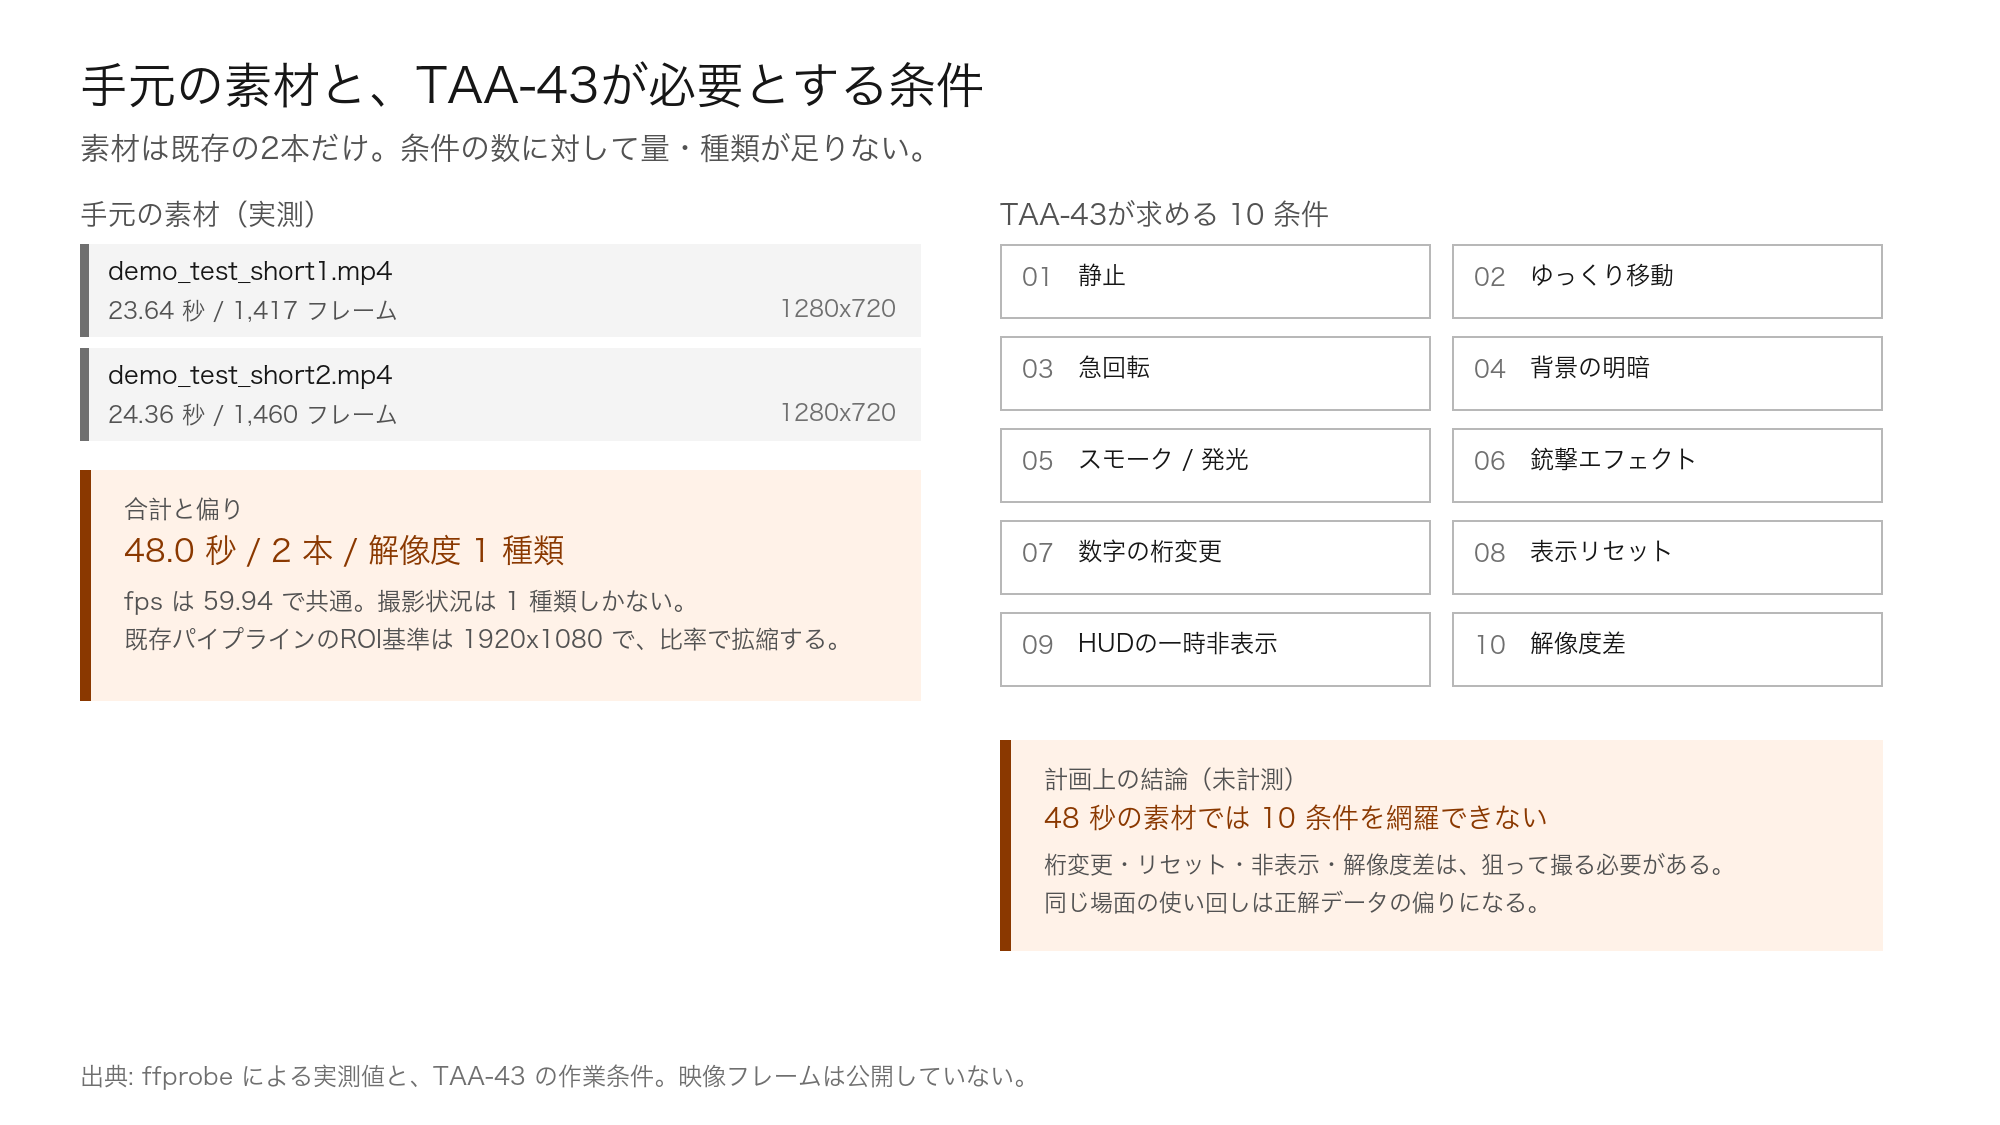 手元の素材と、TAA-43が必要とする条件
素材は既存の2本だけ。条件の数に対して量・種類が足りない。
手元の素材（実測）
demo_test_short1.mp4
23.64 秒 / 1,417 フレーム
1280x720
demo_test_short2.mp4
24.36 秒 / 1,460 フレーム
1280x720
合計と偏り
48.0 秒 / 2 本 / 解像度 1 種類
fps は 59.94 で共通。撮影状況は 1 種類しかない。
既存パイプラインのROI基準は 1920x1080 で、比率で拡縮する。
TAA-43が求める 10 条件
01 静止
02 ゆっくり移動
03 急回転
04 背景の明暗
05 スモーク / 発光
06 銃撃エフェクト
07 数字の桁変更
08 表示リセット
09 HUDの一時非表示
10 解像度差
計画上の結論（未計測）
48 秒の素材では 10 条件を網羅できない
桁変更・リセット・非表示・解像度差は、狙って撮る必要がある。
同じ場面の使い回しは正解データの偏りになる。
出典: ffprobe による実測値と、TAA-43 の作業条件。映像フレームは公開していない。